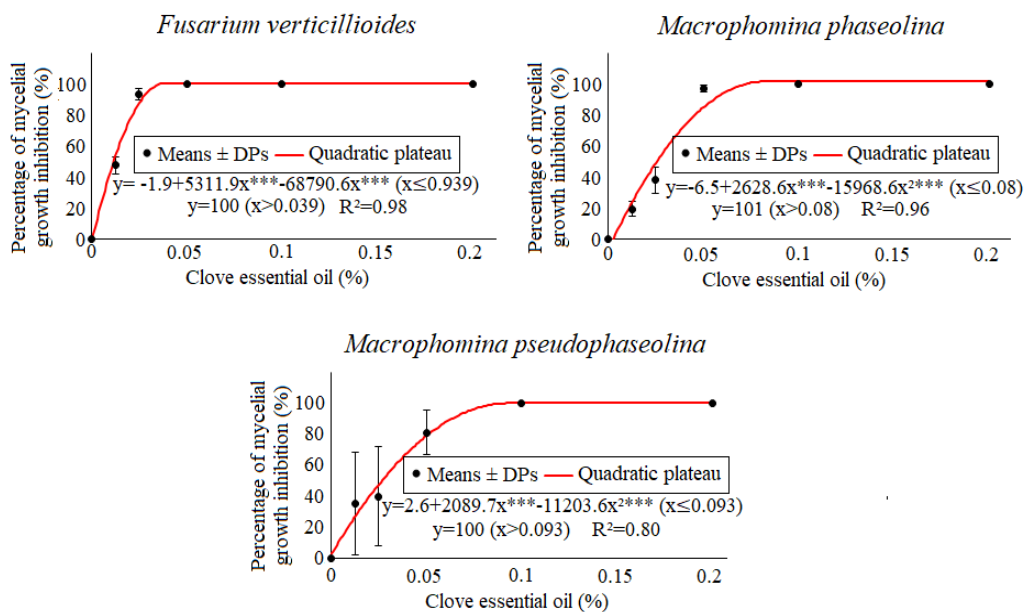 Fusarium verticillioides
Percentage of mycelial
growth inhibition (%)
100
80
60
40
20
0
Means ± DPs
Quadratic plateau
y= -1.9+5311.9x***-68790.6x*** (x≤0.939)
y=100 (x>0.039) R²=0.98
0 0.05 0.1 0.2
Clove essential oil (%)
Macrophomina phaseolina
Percentage of mycelial
growth inhibition (%)
100
80
60
40
20
0
Means ± DPs
Quadratic plateau
y=-6.5+2628.6x***-15968.6x²*** (x≤0.08)
y=101 (x>0.08) R²=0.96
0 0.05 0.1 0.2
Clove essential oil (%)
Macrophomina pseudophaseolina
Percentage of mycelial
growth inhibition (%)
100
80
60
40
20
0
Means ± DPs
Quadratic plateau
y=2.6+2089.7x***-11203.6x²*** (x≤0.093)
y=100 (x>0.093) R²=0.80
0 0.05 0.1 0.2
Clove essential oil (%)